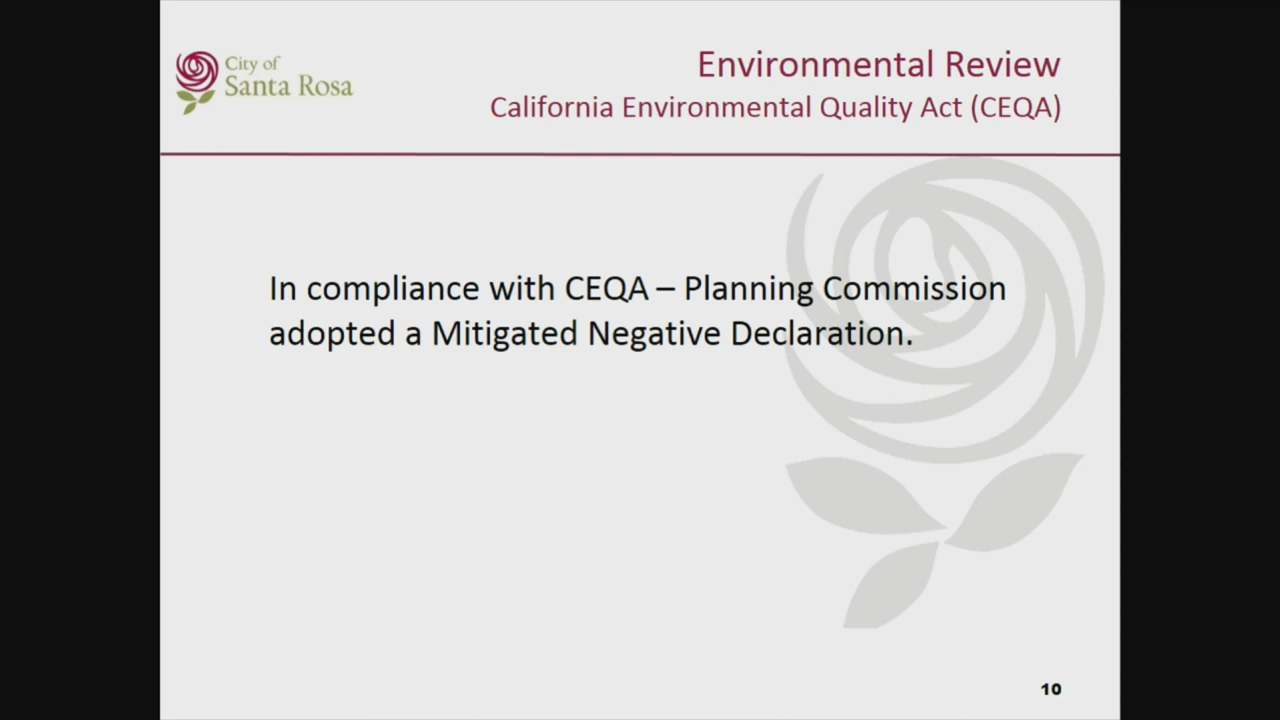 City of
Santa Rosa
Environmental Review
California Environmental Quality Act (CEQA)
In compliance with CEQA – Planning Commission
adopted a Mitigated Negative Declaration.
10